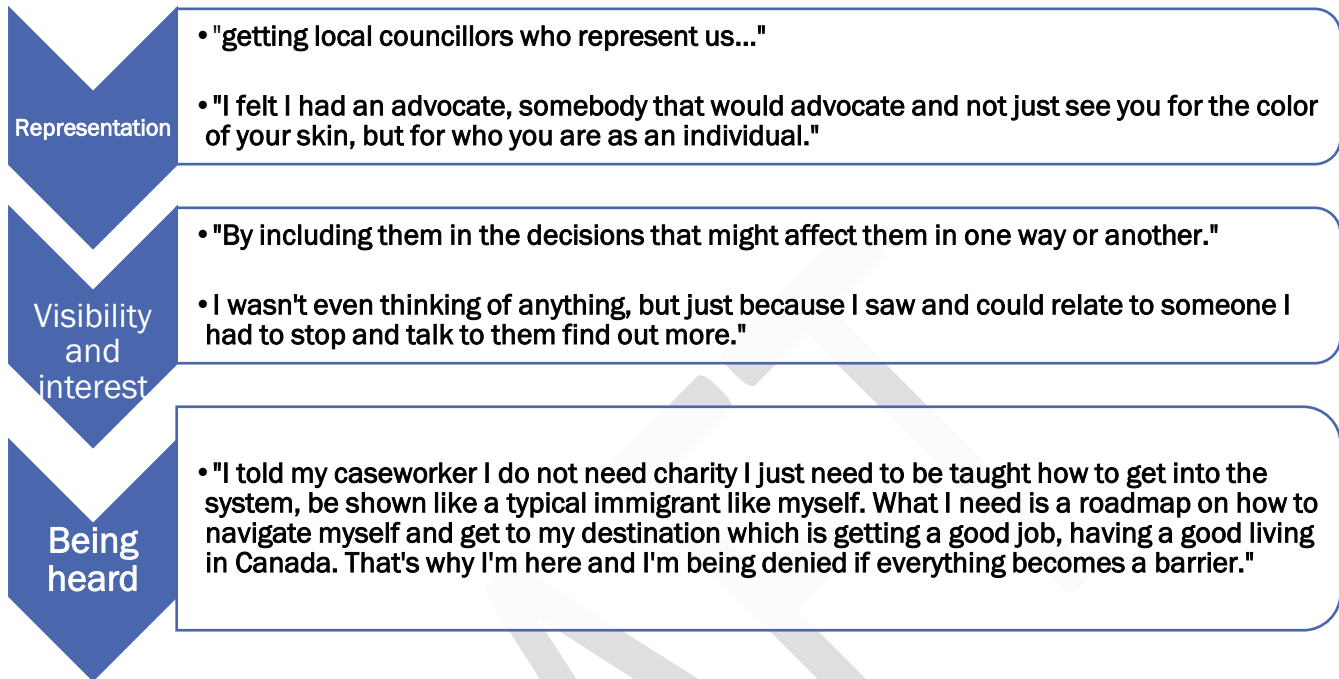 Representation
• "getting local councillors who represent us..."
• "I felt I had an advocate, somebody that would advocate and not just see you for the color
of your skin, but for who you are as an individual."
Visibility
and
interest
• "By including them in the decisions that might affect them in one way or another."
• I wasn't even thinking of anything, but just because I saw and could relate to someone I
had to stop and talk to them find out more."
Being
heard
• "I told my caseworker I do not need charity I just need to be taught how to get into the
system, be shown like a typical immigrant like myself. What I need is a roadmap on how to
navigate myself and get to my destination which is getting a good job, having a good living
in Canada. That's why I'm here and I'm being denied if everything becomes a barrier."